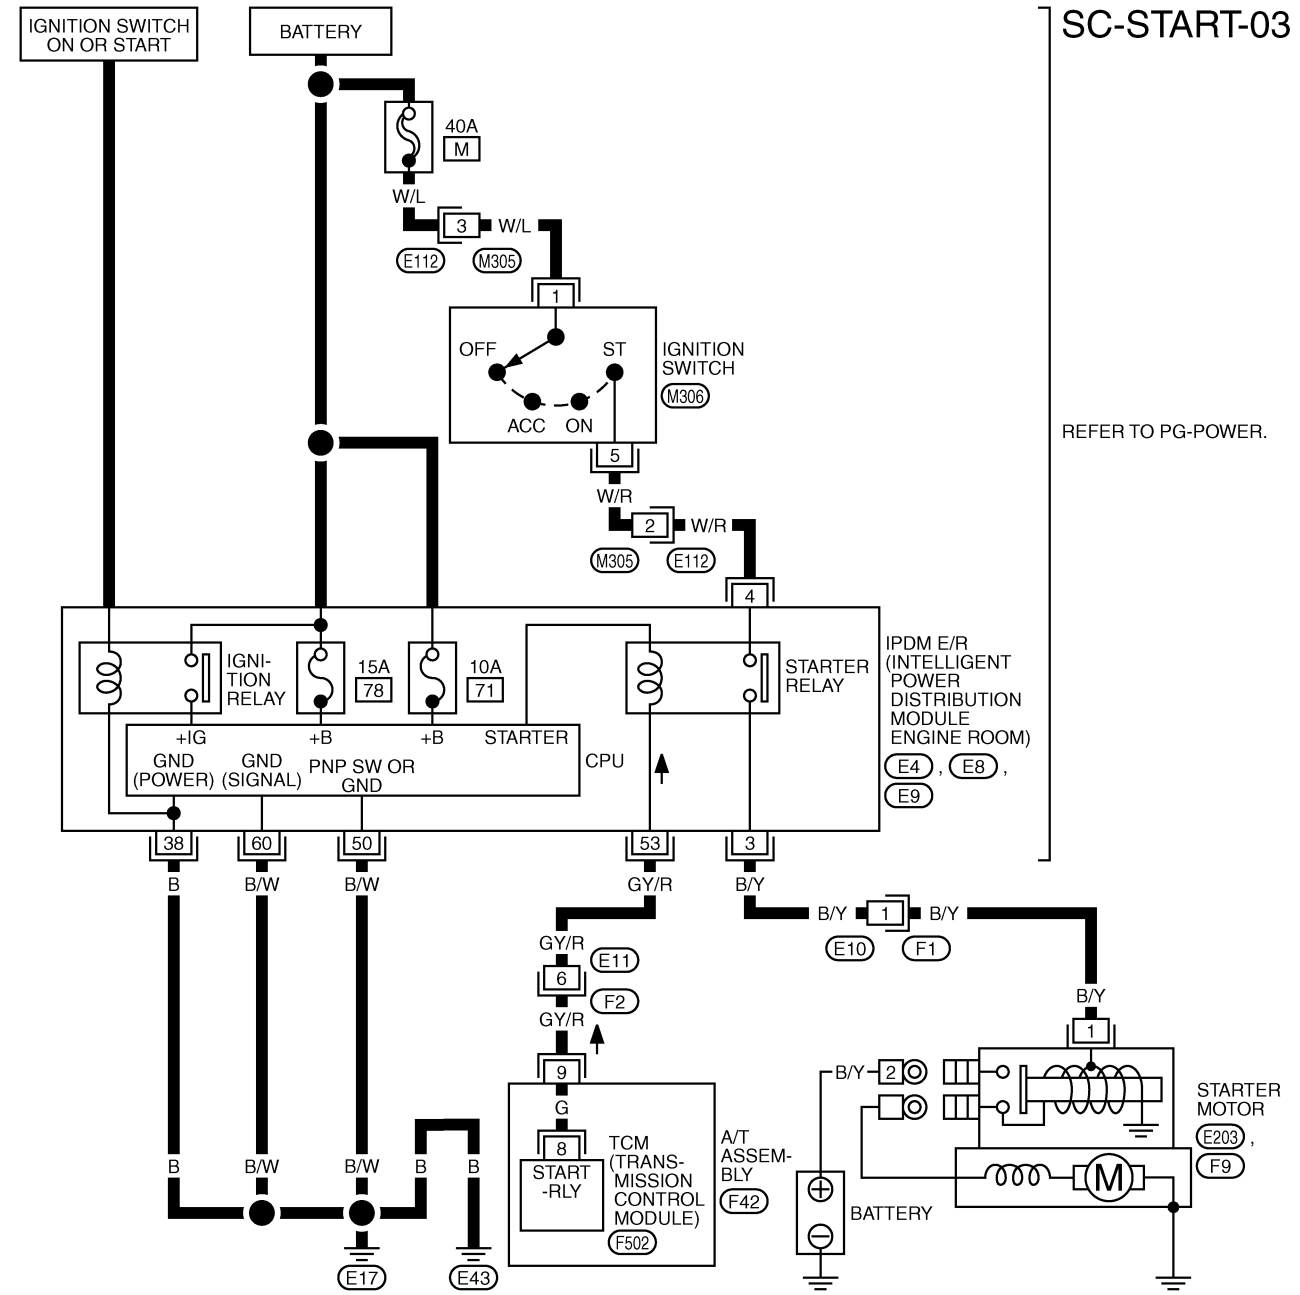 SC-START-03
IGNITION SWITCH
ON OR START
BATTERY
40A
M
W/L
3
W/L
E112
M305
1
OFF
ST
ACC
ON
IGNITION
SWITCH
M306
5
W/R
2
W/R
M305
E112
4
REFER TO PG-POWER.
IGNI-
TION
RELAY
15A
78
10A
71
STARTER
RELAY
IPDM E/R
(INTELLIGENT
POWER
DISTRIBUTION
MODULE
ENGINE ROOM)
E4 , E8 ,
E9
+IG
+B
+B
STARTER
CPU
GND
(POWER)
GND
(SIGNAL)
PNP SW OR
GND
38
60
50
53
3
B
B/W
B/W
GY/R
B/Y
B/Y
1
B/Y
E10
F1
GY/R
E11
6
F2
GY/R
9
G
8
START
-RLY
TCM
(TRANS-
MISSION
CONTROL
MODULE)
F502
A/T
ASSEM-
BLY
F42
B/Y
1
B/Y
2
STARTER
MOTOR
E203 ,
F9
M
+
−
BATTERY
B
B/W
B/W
B
B
E17
E43